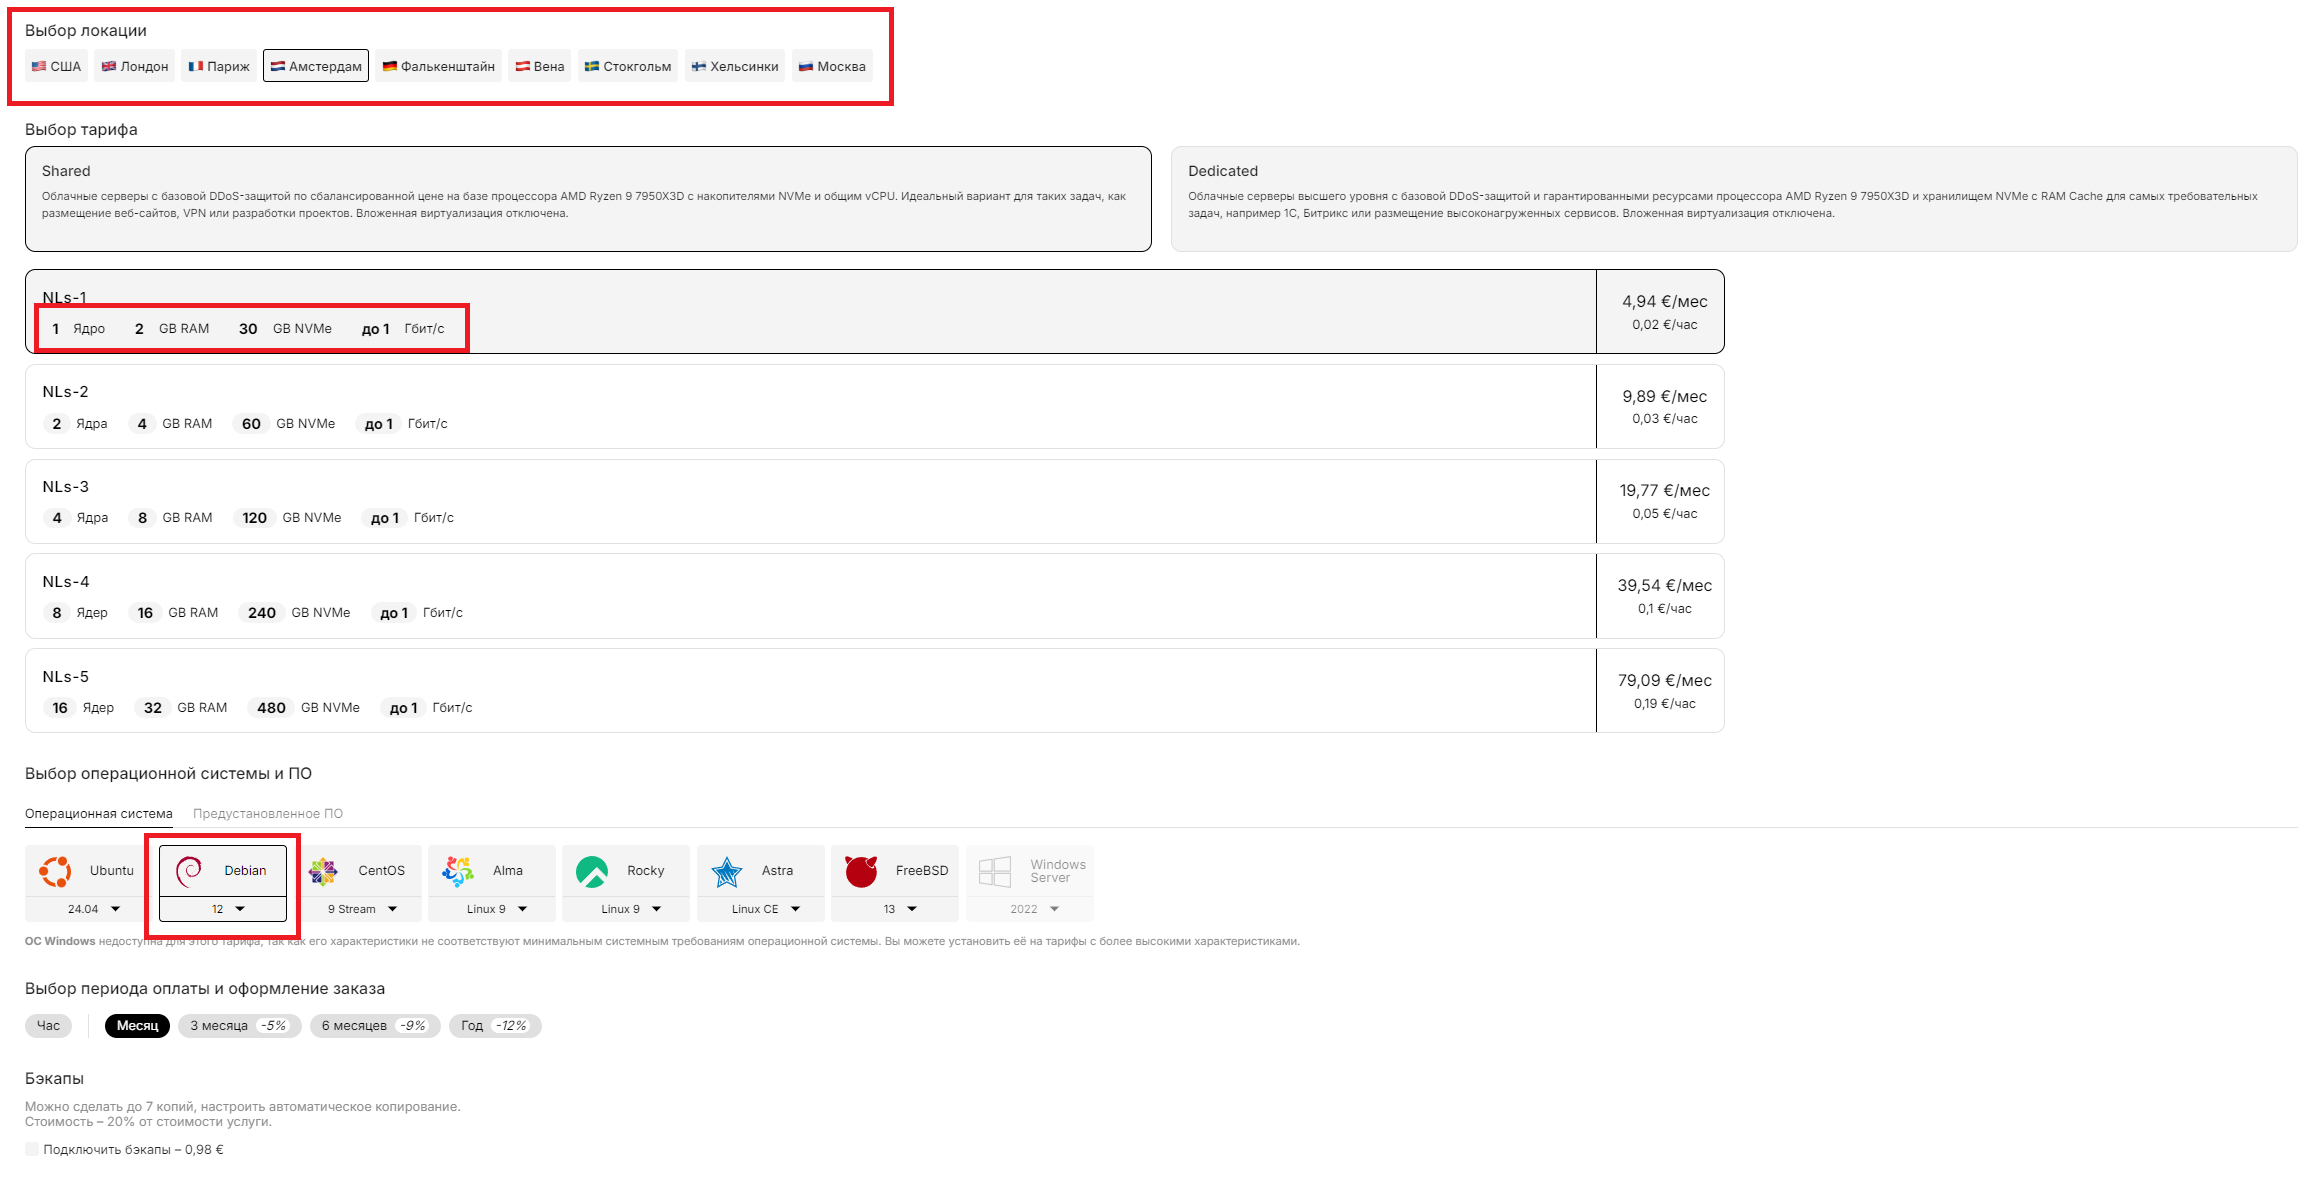 Выбор локации
США Лондон Париж Амстердам Фалькенштайн Вена Стокгольм Хельсинки Москва
Выбор тарифа
Shared
Облачные серверы с базовой DDoS-защитой по сбалансированной цене на базе процессора AMD Ryzen 9 7950X3D с накопителями NVMe и общим vCPU. Идеальный вариант для таких задач, как
размещение веб-сайтов, VPN или разработки проектов. Вложенная виртуализация отключена.
Dedicated
Облачные серверы высшего уровня с базовой DDoS-защитой и гарантированными ресурсами процессора AMD Ryzen 9 7950X3D и хранилищем NVMe с RAM Cache для самых требовательных
задач, например 1С, Битрикс или размещение высоконагруженных сервисов. Вложенная виртуализация отключена.
NLs-1
1 Ядро 2 GB RAM 30 GB NVMe до 1 Гбит/с
4,94 €/мес
0,02 €/час
NLs-2
2 Ядра 4 GB RAM 60 GB NVMe до 1 Гбит/с
9,89 €/мес
0,03 €/час
NLs-3
4 Ядра 8 GB RAM 120 GB NVMe до 1 Гбит/с
19,77 €/мес
0,05 €/час
NLs-4
8 Ядер 16 GB RAM 240 GB NVMe до 1 Гбит/с
39,54 €/мес
0,1 €/час
NLs-5
16 Ядер 32 GB RAM 480 GB NVMe до 1 Гбит/с
79,09 €/мес
0,19 €/час
Выбор операционной системы и ПО
Операционная система Предустановленное ПО
Ubuntu
24.04
Debian
12
CentOS
9 Stream
Alma
Linux 9
Rocky
Linux 9
Astra
Linux CE
FreeBSD
13
Windows
Server
2022
ОС Windows недоступна для этого тарифа, так как его характеристики не соответствуют минимальным системным требованиям операционной системы. Вы можете установить её на тарифы с более высокими характеристиками.
Выбор периода оплаты и оформление заказа
Час Месяц 3 месяца -5% 6 месяцев -9% Год -12%
Бэкапы
Можно сделать до 7 копий, настроить автоматическое копирование.
Стоимость – 20% от стоимости услуги.
Подключить бэкапы – 0,98 €